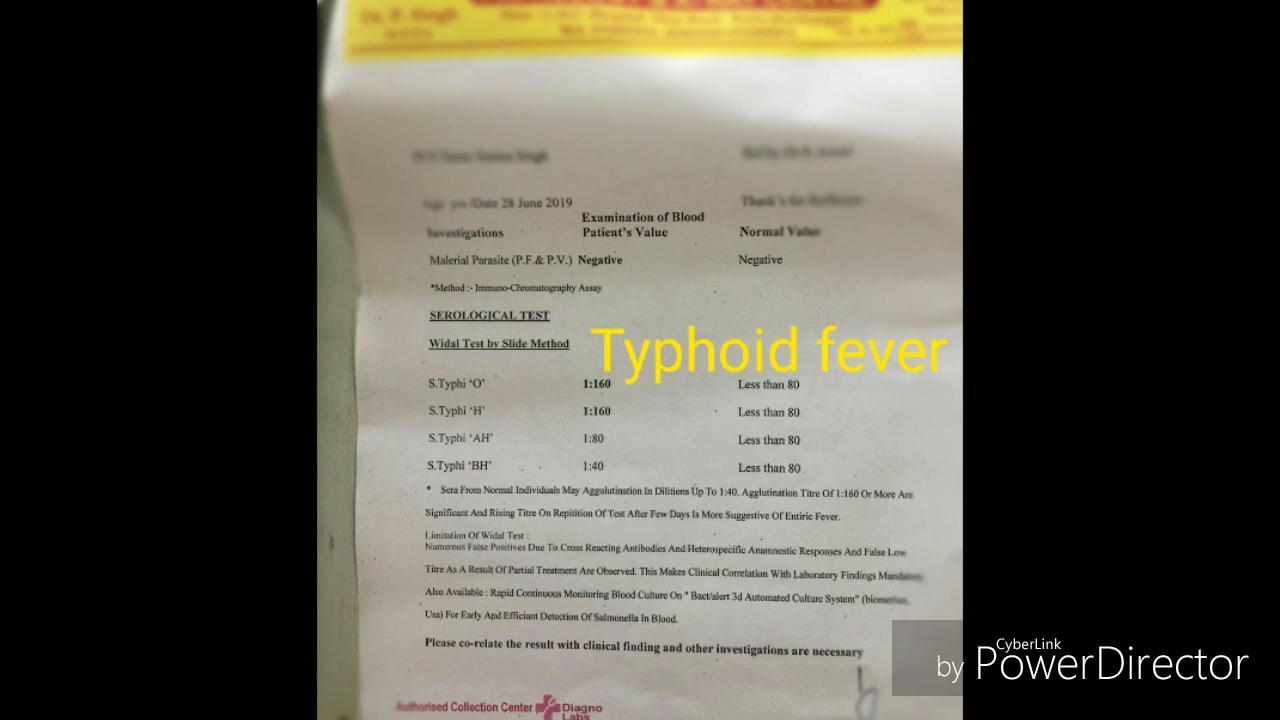 Dr. P. Singh
Date 28 June 2019
Examination of Blood
Investigations Patient's Value Normal Value
Malerial Parasite (P.F.& P.V.) Negative Negative
*Method :- Immuno-Chromatography Assay
SEROLOGICAL TEST
Widal Test by Slide Method
Typhoid fever
S.Typhi ‘O’ 1:160 Less than 80
S.Typhi ‘H’ 1:160 Less than 80
S.Typhi ‘AH’ 1:80 Less than 80
S.Typhi ‘BH’ 1:40 Less than 80
* Sera From Normal Individuals May Aggulutination In Dilitions Up To 1:40. Agglutination Titre Of 1:160 Or More Are
Significant And Rising Titre On Repitition Of Test After Few Days Is More Suggestive Of Entiric Fever.
Limitation Of Widal Test :
Numerous False Positives Due To Cross Reacting Antibodies And Heterospecific Anamnestic Responses And False Low
Titre As A Result Of Partial Treatment Are Observed. This Makes Clinical Correlation With Laboratory Findings Mandatory.
Also Available : Rapid Continuous Monitoring Blood Culture On " Bact/alert 3d Automated Culture System" (biomerius,
Usa) For Early And Efficiant Detection Of Salmonella In Blood.
Please co-relate the result with clinical finding and other investigations are necessary
Authorised Collection Center Diagno
Labs
CyberLink
by PowerDirector